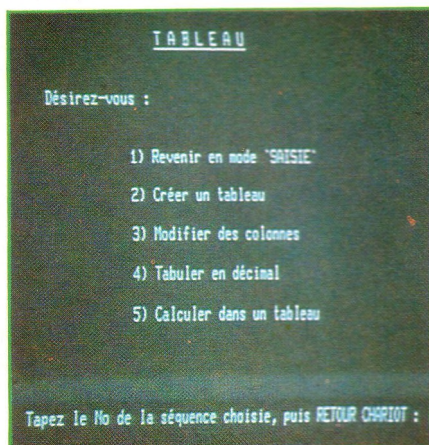 TABLEAU
Désirez-vous :
1) Revenir en mode "SAISIE"
2) Créer un tableau
3) Modifier des colonnes
4) Tabuler en décimal
5) Calculer dans un tableau
Tapez le No de la séquence choisie, puis RETOUR CHARIOT :